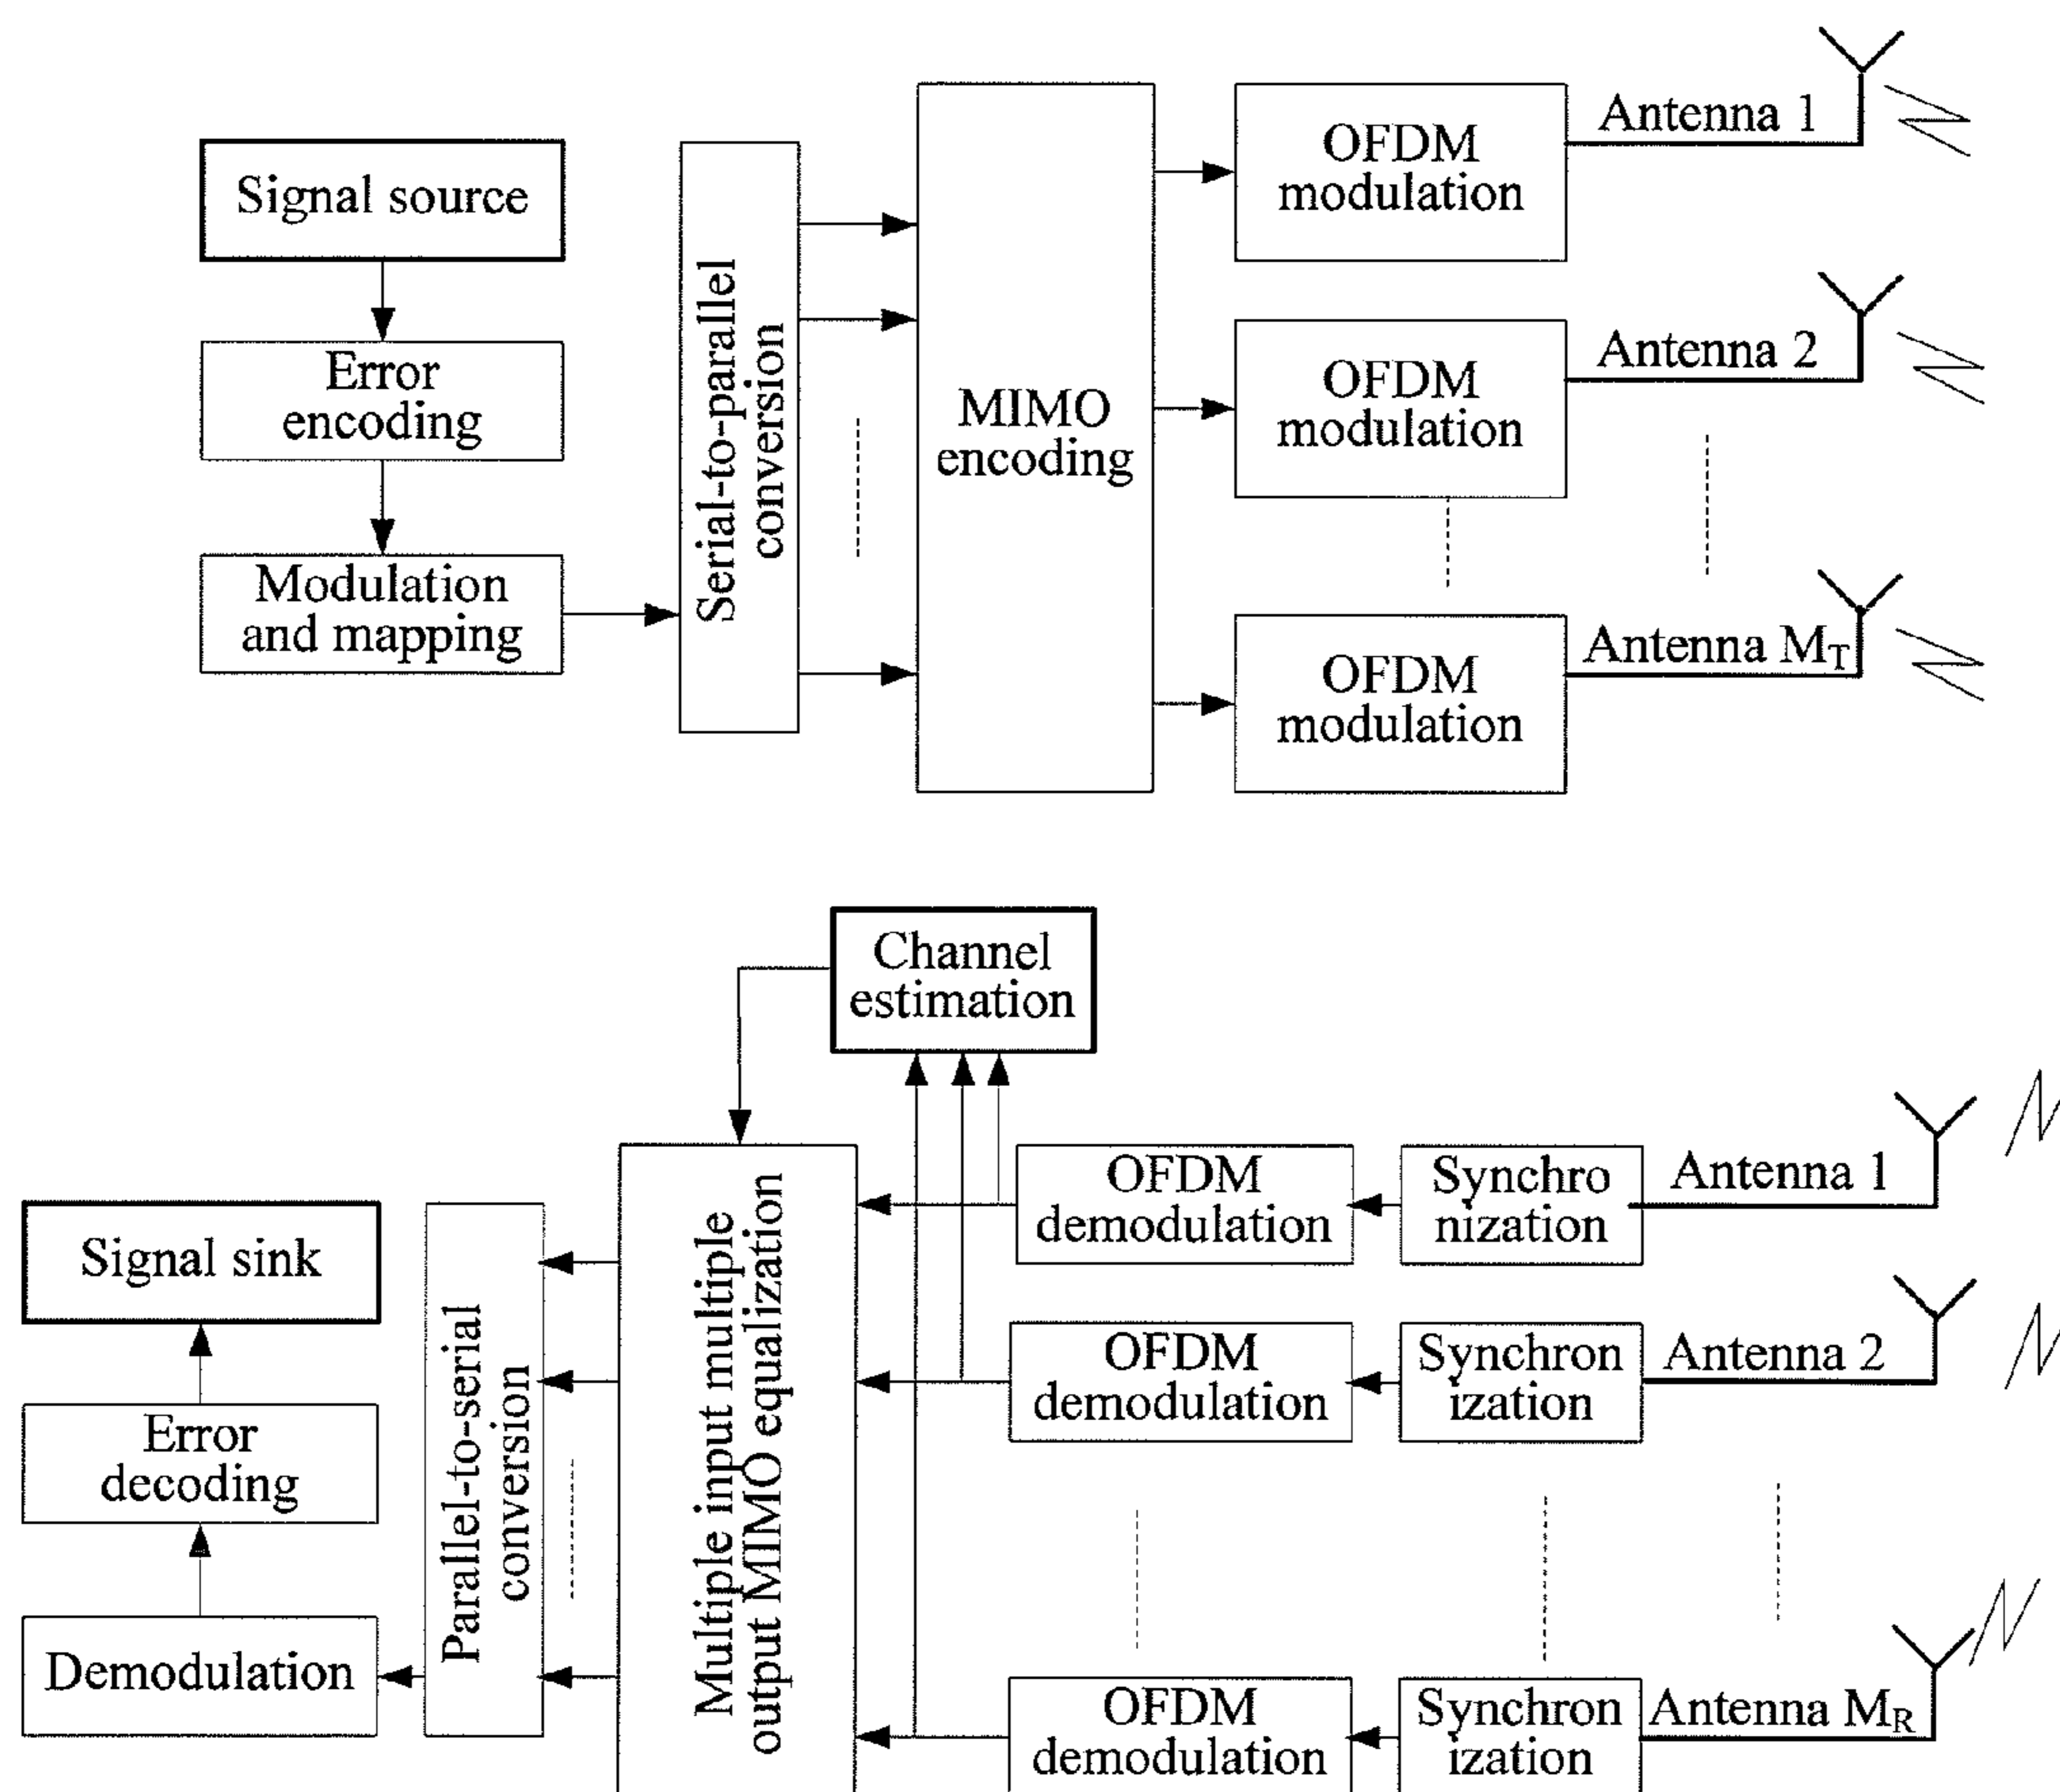 Signal source
Error
encoding
Modulation
and mapping
Serial-to-parallel
conversion
MIMO
encoding
OFDM
modulation
Antenna 1
OFDM
modulation
Antenna 2
OFDM
modulation
Antenna MT
Channel
estimation
Signal sink
Error
decoding
Demodulation
Parallel-to-serial
conversion
Multiple input multiple
output MIMO equalization
OFDM
demodulation
Synchro
nization
Antenna 1
OFDM
demodulation
Synchron
ization
Antenna 2
OFDM
demodulation
Synchron
ization
Antenna MR